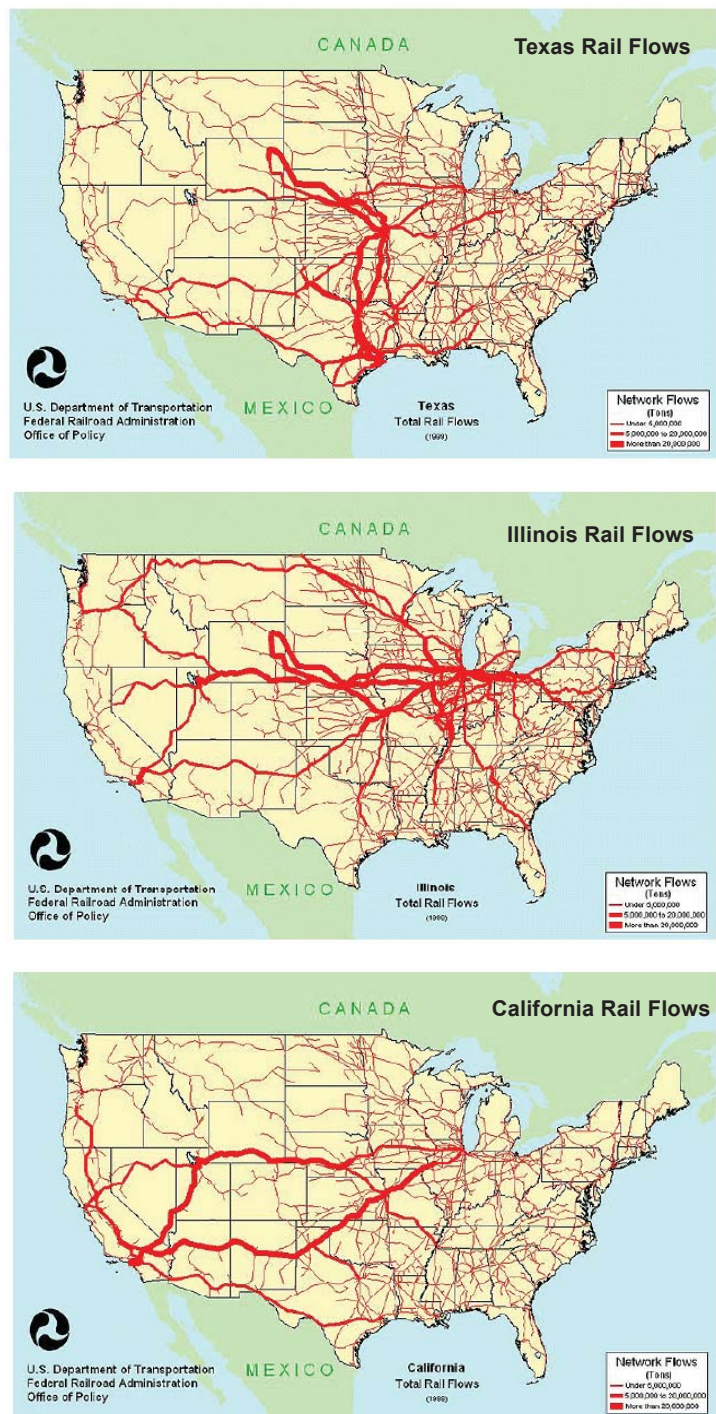 CANADA
Texas Rail Flows
U.S. Department of Transportation
Federal Railroad Administration
Office of Policy
MEXICO
Texas
Total Rail Flows
(1999)
Network Flows
(Tons)
Under 5,000,000
5,000,000 to 20,000,000
More than 20,000,000
CANADA
Illinois Rail Flows
U.S. Department of Transportation
Federal Railroad Administration
Office of Policy
MEXICO
Illinois
Total Rail Flows
Network Flows
(Tons)
Under 5,000,000
5,000,000 to 20,000,000
More than 20,000,000
CANADA
California Rail Flows
U.S. Department of Transportation
Federal Railroad Administration
Office of Policy
MEXICO
California
Total Rail Flows
Network Flows
(Tons)
Under 5,000,000
5,000,000 to 20,000,000
More than 20,000,000